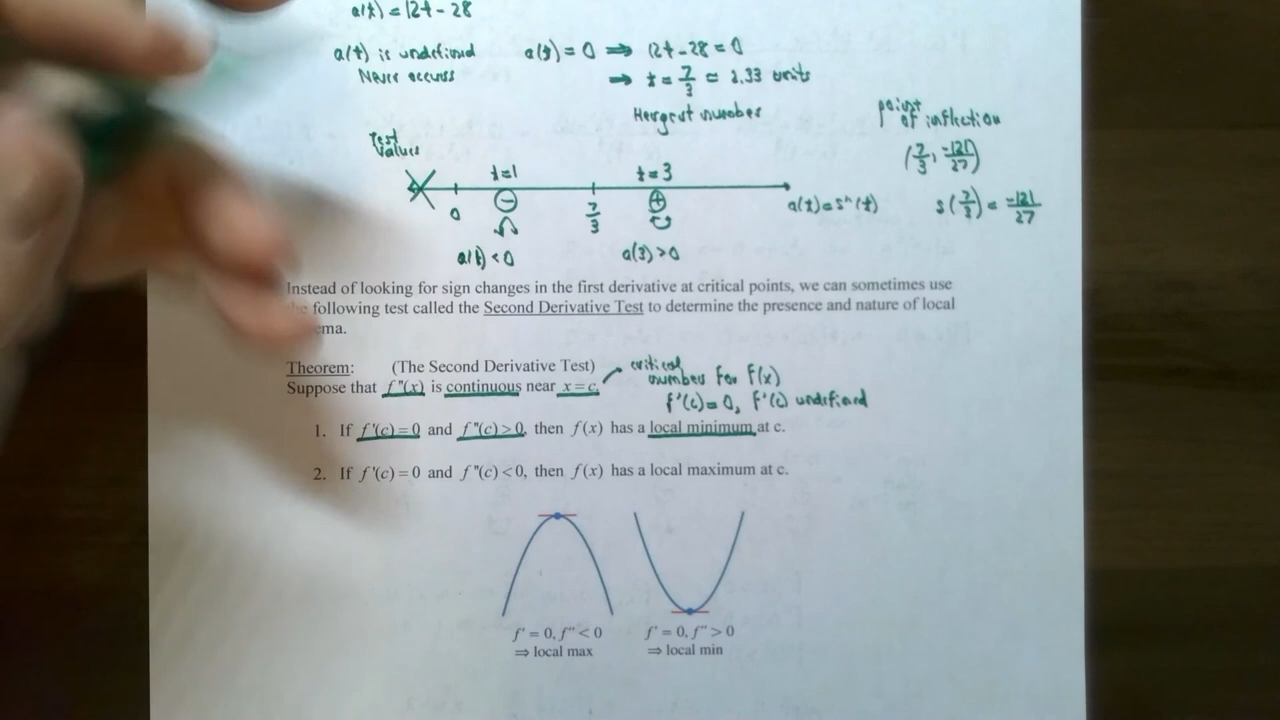 a(t) = 12t - 28
a(t) is undefined
Never occurs
a(t) = 0 ⇒ 12t - 28 = 0
⇒ t = 7/3 = 2.33 units
number
point
of inflection
(7/3, -121/27)
s(7/3) = -121/27
Test
Values
t=1
t=3
0
−
7/3
+
a(t) = s"(t)
a(1) < 0
a(3) > 0
Instead of looking for sign changes in the first derivative at critical points, we can sometimes use
following test called the Second Derivative Test to determine the presence and nature of local
ema.
Theorem: (The Second Derivative Test)
Suppose that f "(x) is continuous near x = c.
critical
numbers for f(x)
f'(c) = 0, f'(c) undefined
1. If f '(c) = 0 and f "(c) > 0, then f(x) has a local minimum at c.
2. If f '(c) = 0 and f "(c) < 0, then f(x) has a local maximum at c.
f' = 0, f" < 0
⇒ local max
f' = 0, f" > 0
⇒ local min